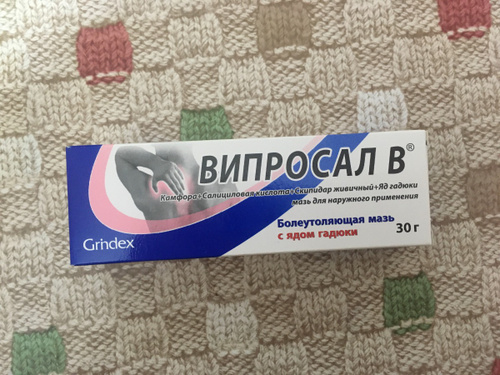 ВИПРОСАЛ В®
Камфора+Салициловая кислота+Скипидар живичный+Яд гадюки
мазь для наружного применения
Болеутоляющая мазь
с ядом гадюки
30 г
Grindex